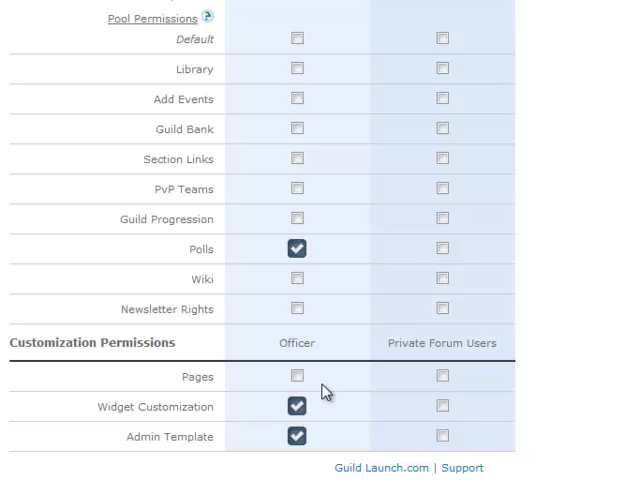 Pool Permissions ?
Default
Library
Add Events
Guild Bank
Section Links
PvP Teams
Guild Progression
Polls
Wiki
Newsletter Rights
Customization Permissions Officer Private Forum Users
Pages
Widget Customization
Admin Template
Guild Launch.com | Support